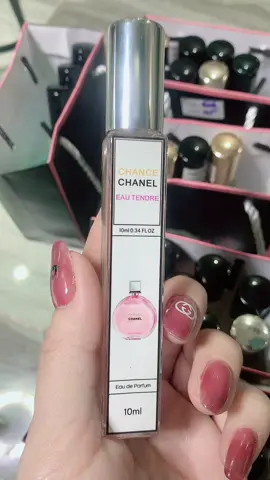 CHANCE
CHANEL
EAU TENDRE
10ml 0.34 FL.OZ
CHANEL
Eau de Parfum
10ml